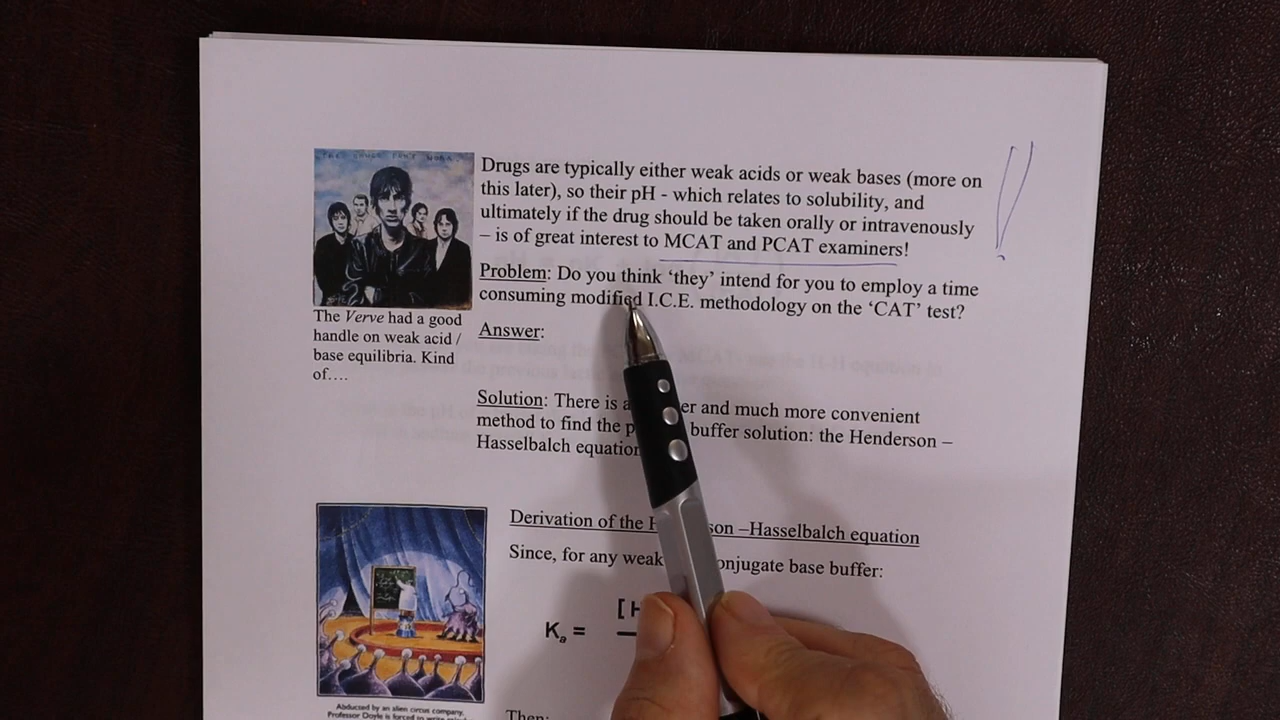 THE DRUGS DON'T WORK.
Drugs are typically either weak acids or weak bases (more on
this later), so their pH - which relates to solubility, and
ultimately if the drug should be taken orally or intravenously
– is of great interest to MCAT and PCAT examiners!
Problem: Do you think ‘they’ intend for you to employ a time
consuming modified I.C.E. methodology on the ‘CAT’ test?
The Verve had a good
handle on weak acid /
base equilibria. Kind
of….
Answer:
Solution: There is a er and much more convenient
method to find the p buffer solution: the Henderson –
Hasselbalch equation
Derivation of the H son –Hasselbalch equation
Since, for any weak onjugate base buffer:
[H
Ka =
Abducted by an alien circus company,
Professor Doyle is forced to write
Then: